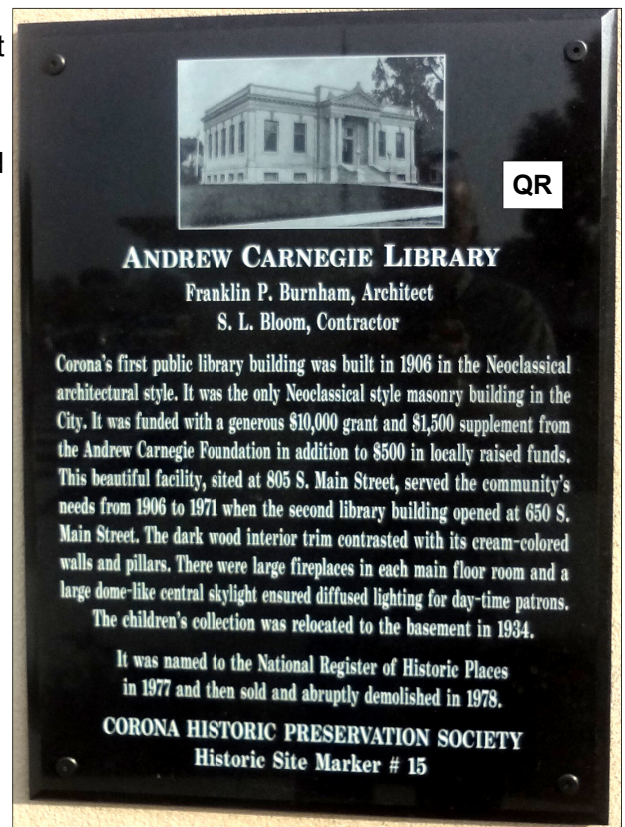 t
l
QR
ANDREW CARNEGIE LIBRARY
Franklin P. Burnham, Architect
S. L. Bloom, Contractor
Corona's first public library building was built in 1906 in the Neoclassical
architectural style. It was the only Neoclassical style masonry building in the
City. It was funded with a generous $10,000 grant and $1,500 supplement from
the Andrew Carnegie Foundation in addition to $500 in locally raised funds.
This beautiful facility, sited at 805 S. Main Street, served the community's
needs from 1906 to 1971 when the second library building opened at 650 S.
Main Street. The dark wood interior trim contrasted with its cream-colored
walls and pillars. There were large fireplaces in each main floor room and a
large dome-like central skylight ensured diffused lighting for day-time patrons.
The children's collection was relocated to the basement in 1934.
It was named to the National Register of Historic Places
in 1977 and then sold and abruptly demolished in 1978.
CORONA HISTORIC PRESERVATION SOCIETY
Historic Site Marker # 15